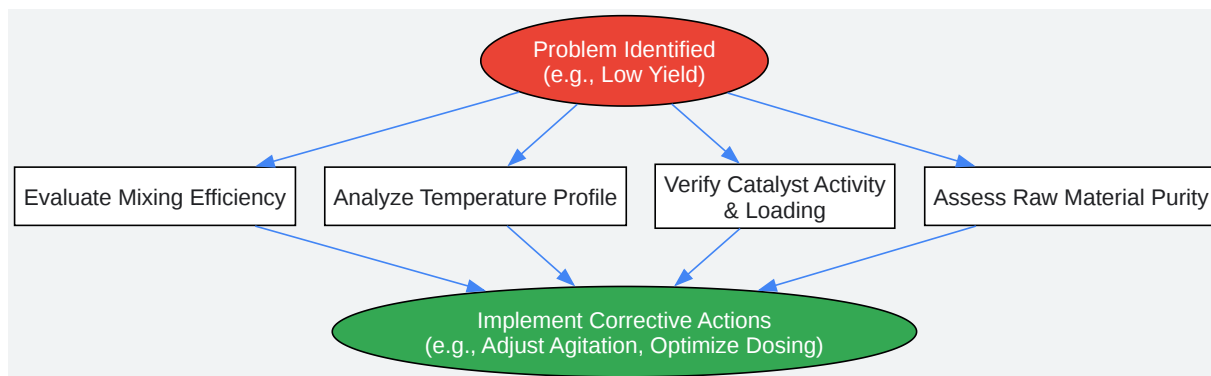 Problem Identified
(e.g., Low Yield)
Evaluate Mixing Efficiency
Analyze Temperature Profile
Verify Catalyst Activity
& Loading
Assess Raw Material Purity
Implement Corrective Actions
(e.g., Adjust Agitation, Optimize Dosing)